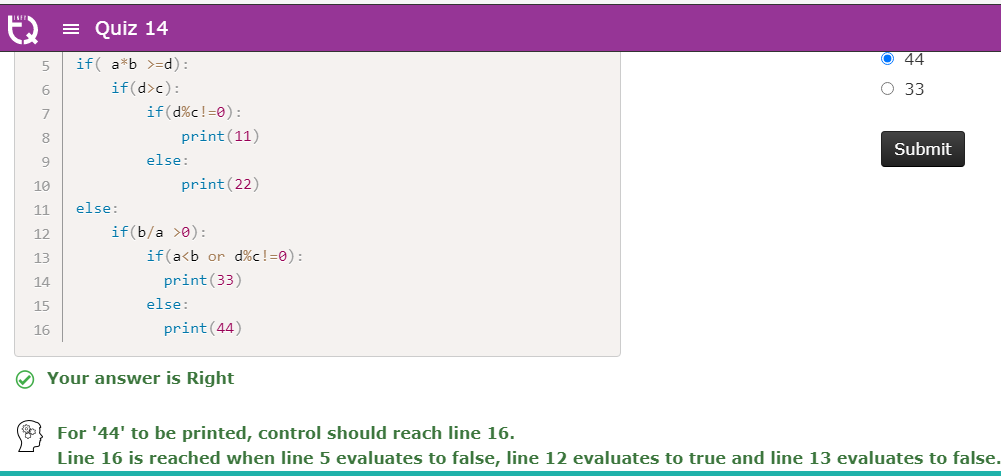 INFY
TQ
Quiz 14
5 if( a*b >=d):
6 if(d>c):
7 if(d%c!=0):
8 print(11)
9 else:
10 print(22)
11 else:
12 if(b/a >0):
13 if(a<b or d%c!=0):
14 print(33)
15 else:
16 print(44)
44
33
Submit
Your answer is Right
For '44' to be printed, control should reach line 16.
Line 16 is reached when line 5 evaluates to false, line 12 evaluates to true and line 13 evaluates to false.